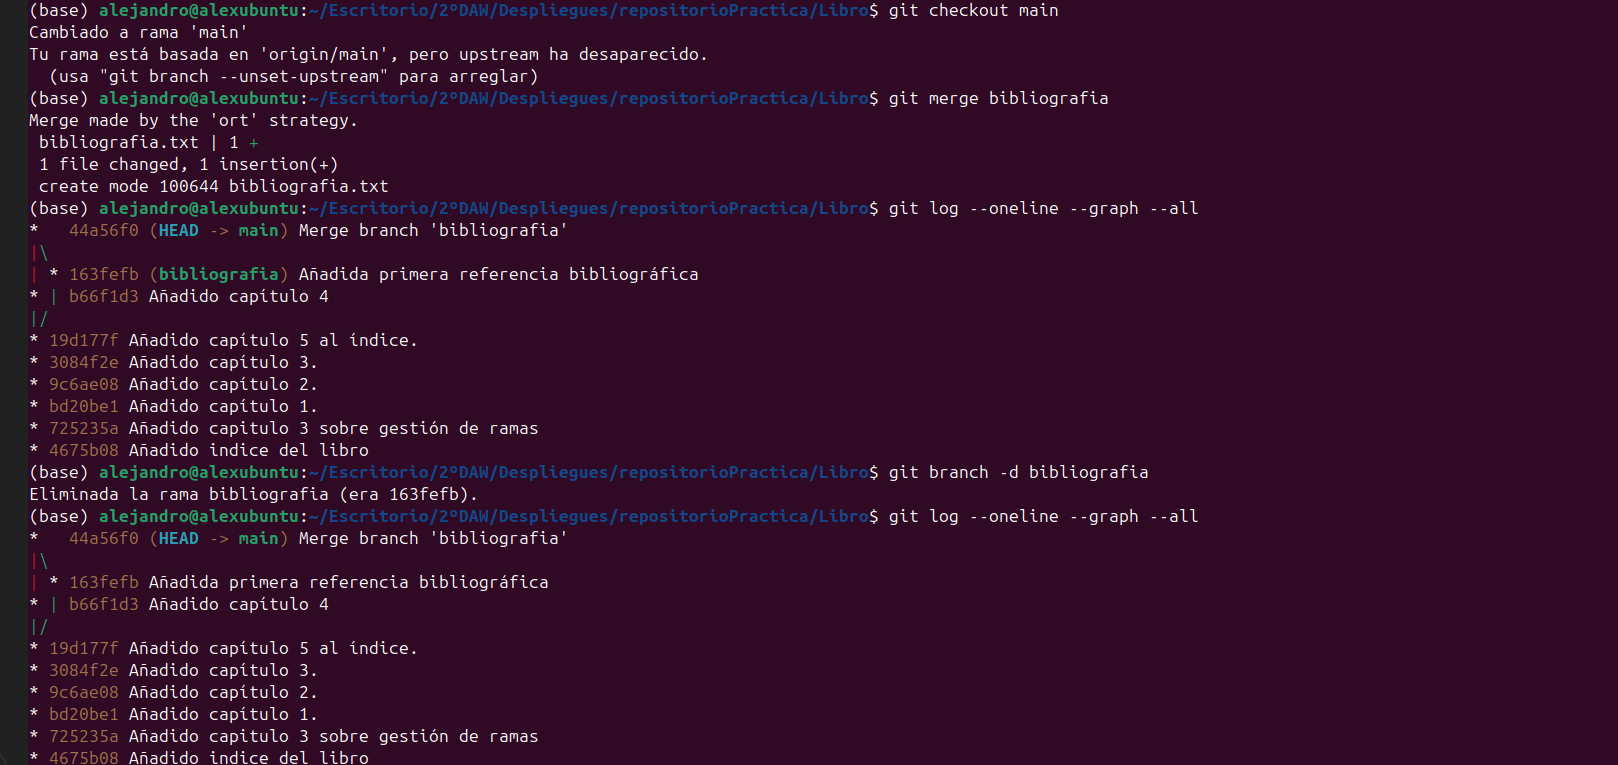 (base) alejandro@alexubuntu:~/Escritorio/2ºDAW/Despliegues/repositorioPractica/Libro$ git checkout main
Cambiado a rama 'main'
Tu rama está basada en 'origin/main', pero upstream ha desaparecido.
  (usa "git branch --unset-upstream" para arreglar)
(base) alejandro@alexubuntu:~/Escritorio/2ºDAW/Despliegues/repositorioPractica/Libro$ git merge bibliografia
Merge made by the 'ort' strategy.
 bibliografia.txt | 1 +
 1 file changed, 1 insertion(+)
 create mode 100644 bibliografia.txt
(base) alejandro@alexubuntu:~/Escritorio/2ºDAW/Despliegues/repositorioPractica/Libro$ git log --oneline --graph --all
*   44a56f0 (HEAD -> main) Merge branch 'bibliografia'
|\
| * 163fefb (bibliografia) Añadida primera referencia bibliográfica
* | b66f1d3 Añadido capítulo 4
|/
* 19d177f Añadido capítulo 5 al índice.
* 3084f2e Añadido capítulo 3.
* 9c6ae08 Añadido capítulo 2.
* bd20be1 Añadido capítulo 1.
* 725235a Añadido capitulo 3 sobre gestión de ramas
* 4675b08 Añadido indice del libro
(base) alejandro@alexubuntu:~/Escritorio/2ºDAW/Despliegues/repositorioPractica/Libro$ git branch -d bibliografia
Eliminada la rama bibliografia (era 163fefb).
(base) alejandro@alexubuntu:~/Escritorio/2ºDAW/Despliegues/repositorioPractica/Libro$ git log --oneline --graph --all
*   44a56f0 (HEAD -> main) Merge branch 'bibliografia'
|\
| * 163fefb Añadida primera referencia bibliográfica
* | b66f1d3 Añadido capítulo 4
|/
* 19d177f Añadido capítulo 5 al índice.
* 3084f2e Añadido capítulo 3.
* 9c6ae08 Añadido capítulo 2.
* bd20be1 Añadido capítulo 1.
* 725235a Añadido capitulo 3 sobre gestión de ramas
* 4675b08 Añadido indice del libro